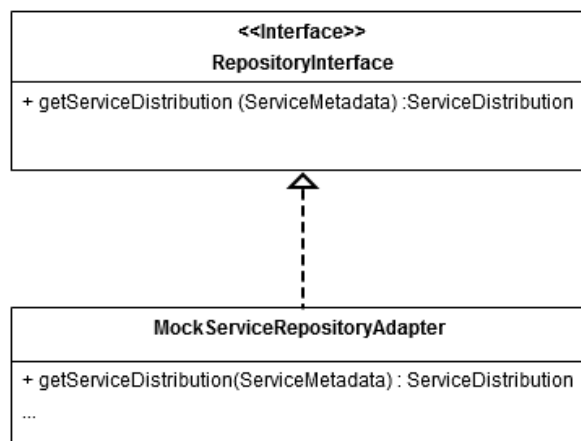 <<Interface>>
RepositoryInterface
+ getServiceDistribution (ServiceMetadata) :ServiceDistribution
MockServiceRepositoryAdapter
+ getServiceDistribution(ServiceMetadata) : ServiceDistribution
...